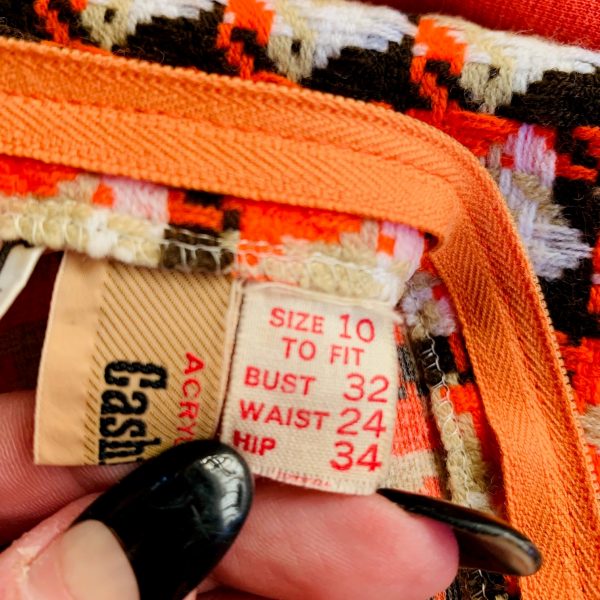 SIZE 10
TO FIT
BUST 32
WAIST 24
HIP 34